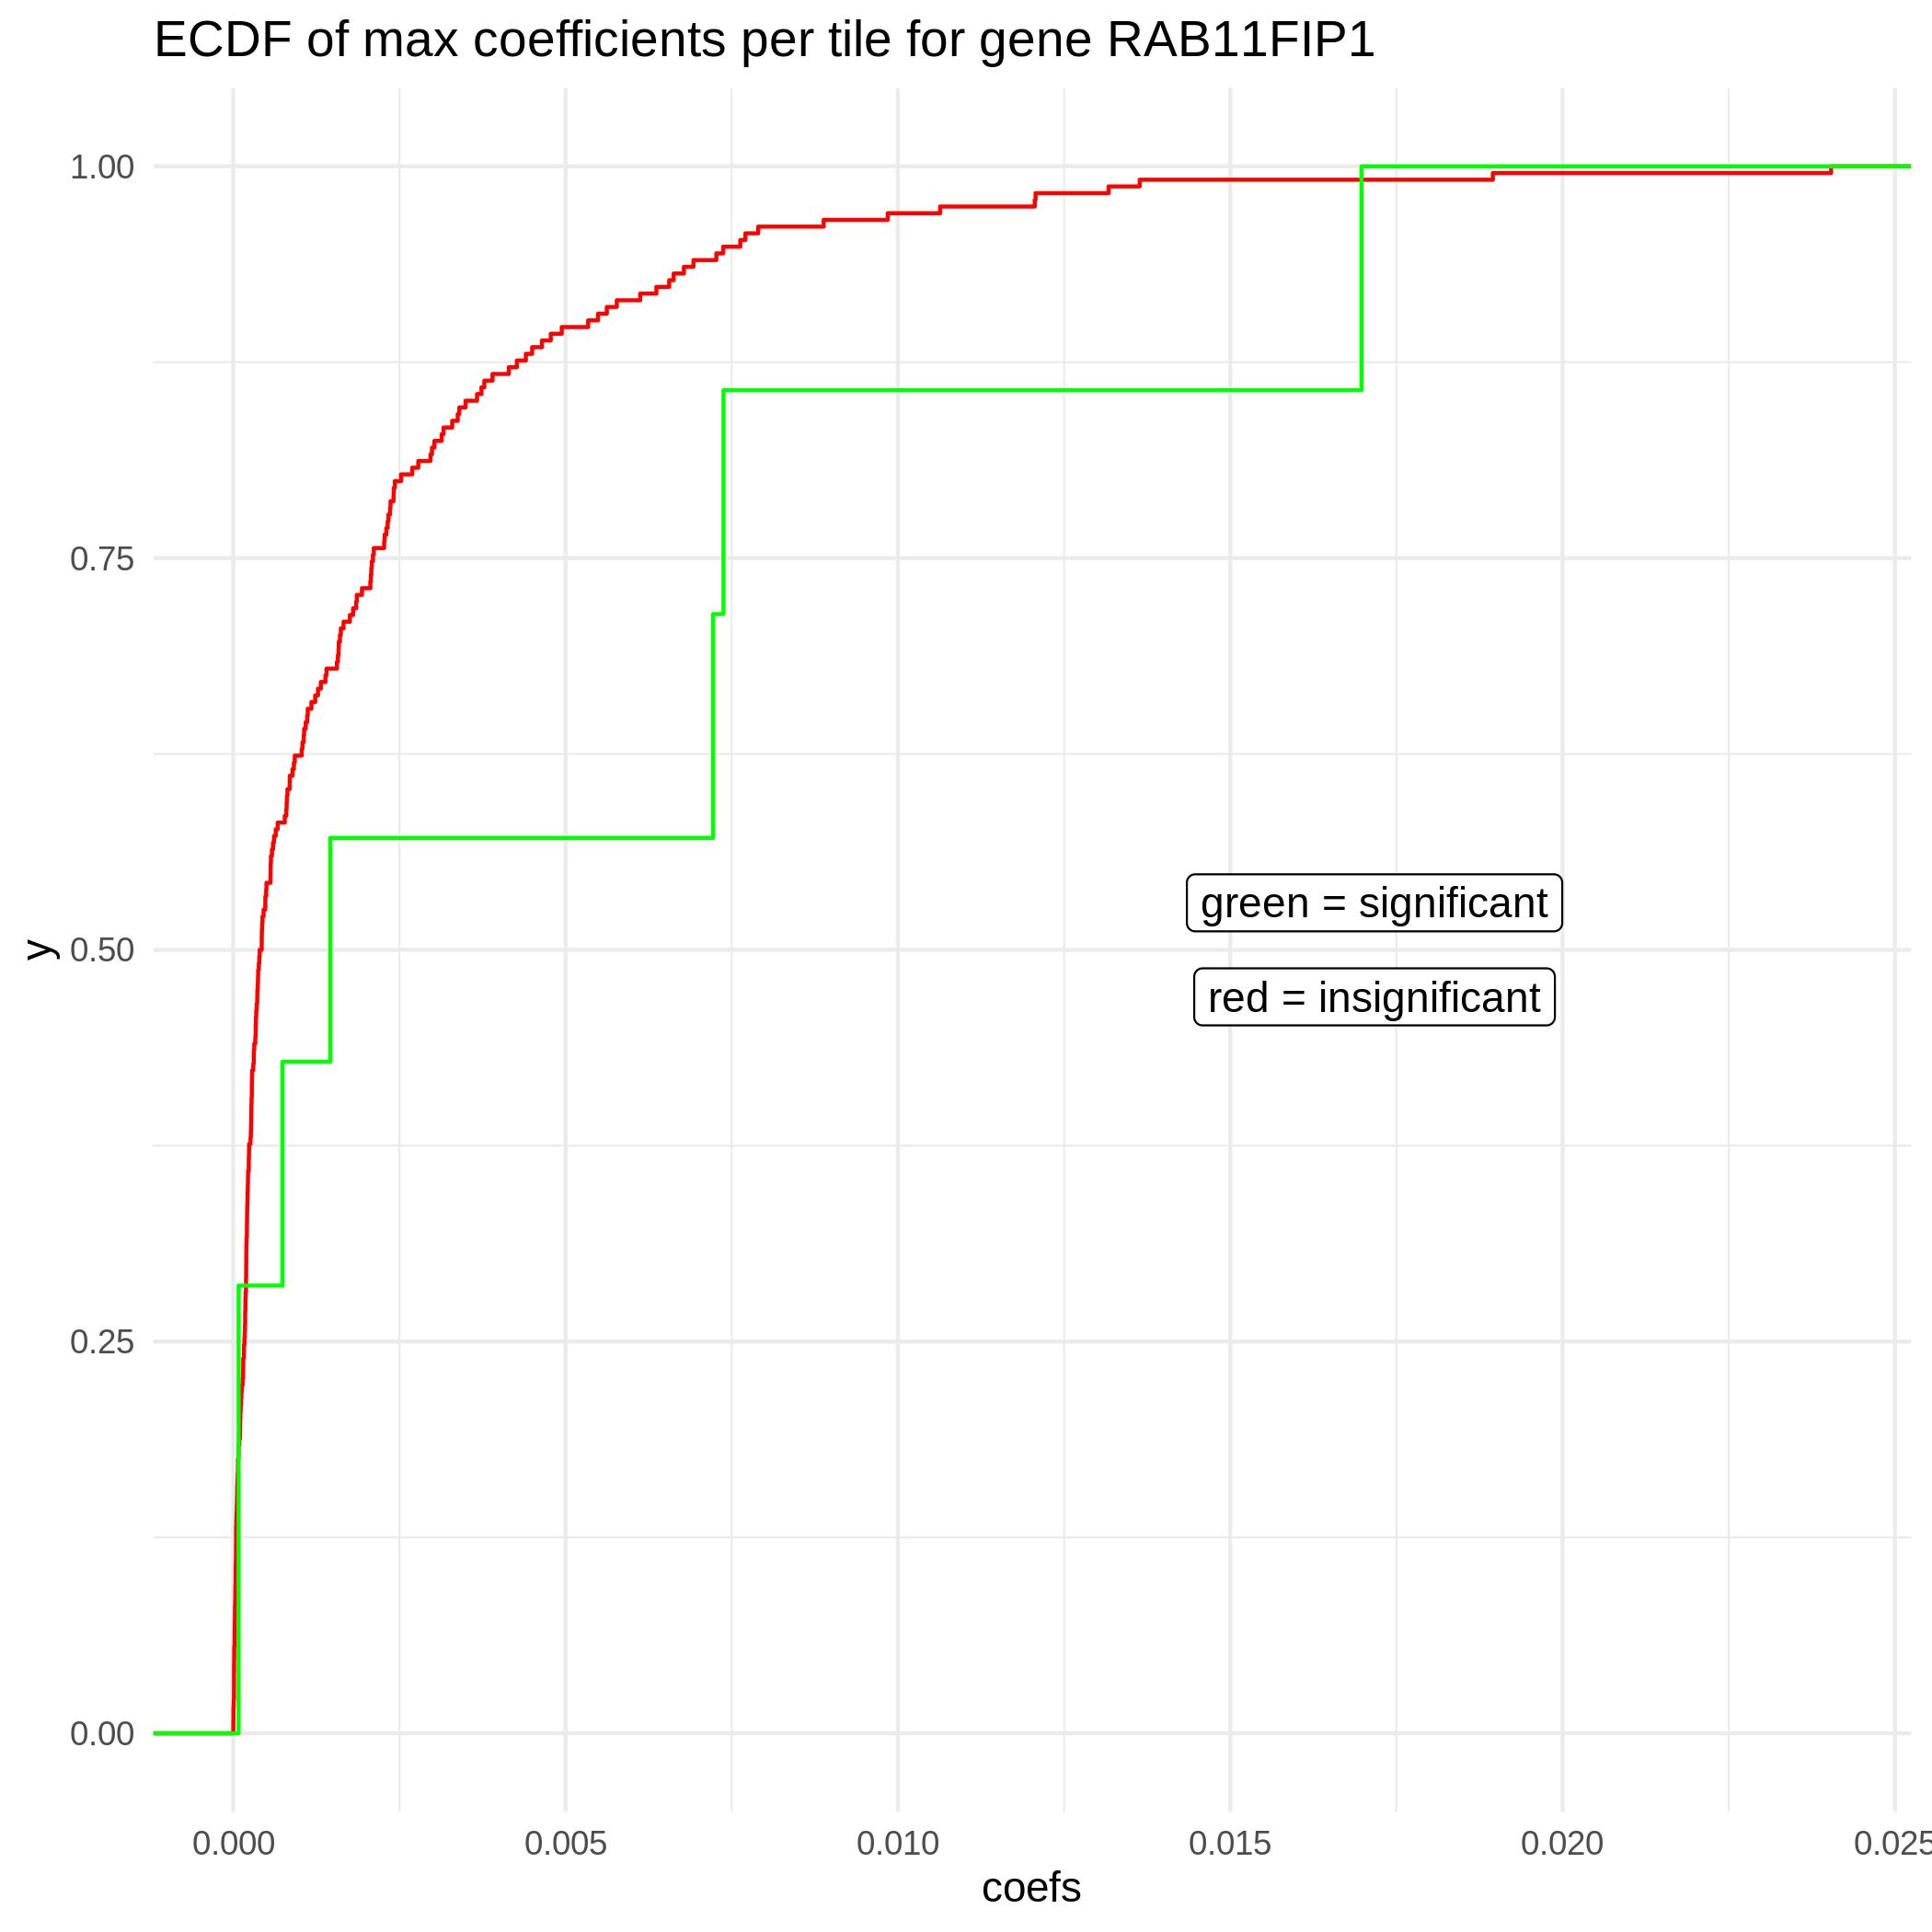 ECDF of max coefficients per tile for gene RAB11FIP1
1.00
0.75
0.50
0.25
0.00
y
green = significant
red = insignificant
0.000
0.005
0.010
0.015
0.020
0.025
coefs